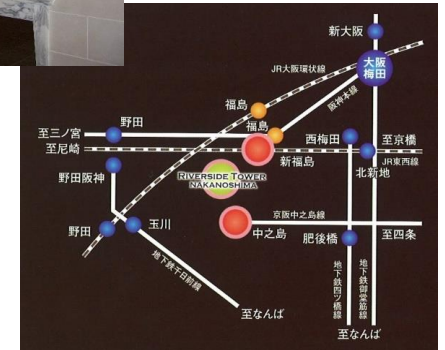 新大阪
JR大阪環状線
大阪
梅田
阪神本線
福島
福島
野田
至三ノ宮
西梅田
至京橋
至尼崎
新福島
JR東西線
北新地
野田阪神
RIVERSIDE TOWER
NAKANOSHIMA
京阪中之島線
野田
玉川
中之島
肥後橋
至四条
地下鉄千日前線
地下鉄四ツ橋線
地下鉄御堂筋線
至なんば
至なんば